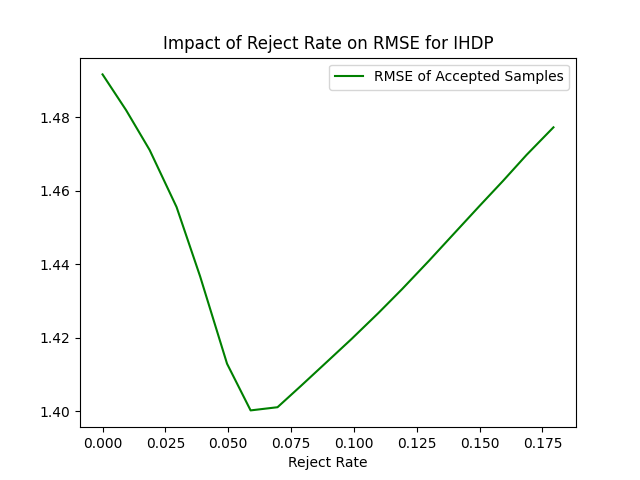 Impact of Reject Rate on RMSE for IHDP
RMSE of Accepted Samples
1.48
1.46
1.44
1.42
1.40
0.000 0.025 0.050 0.075 0.100 0.125 0.150 0.175
Reject Rate